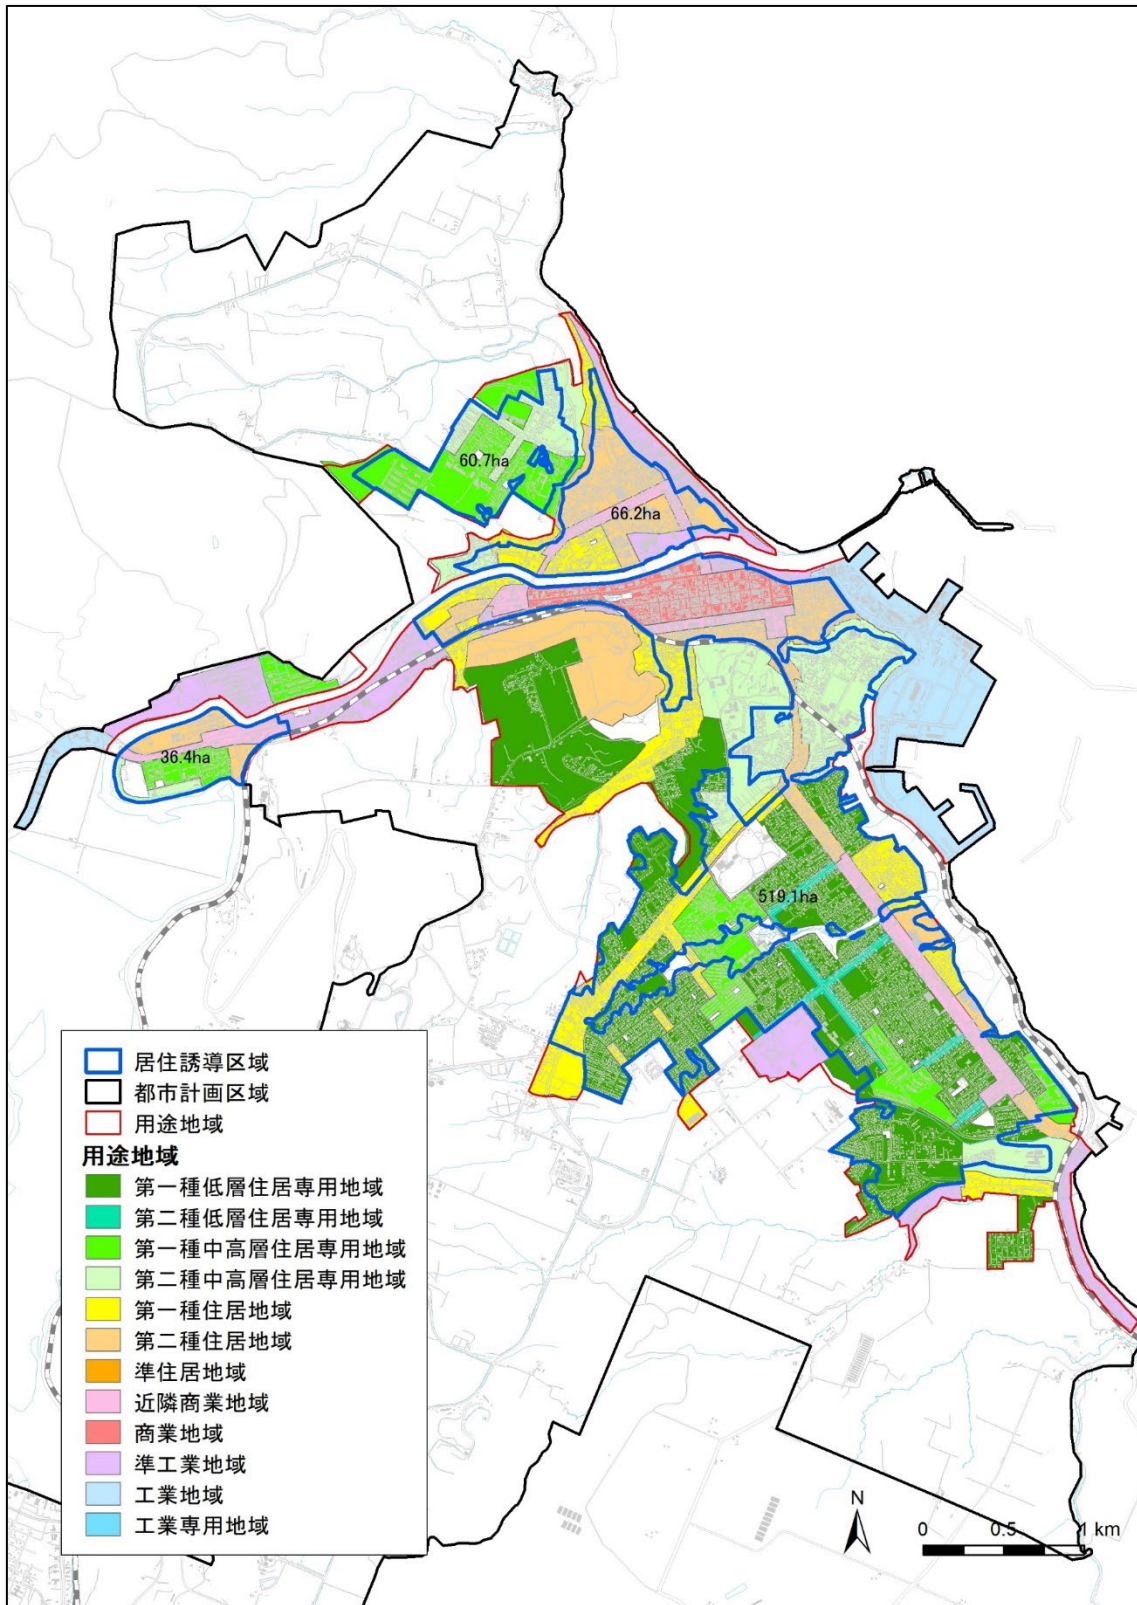 60.7ha
66.2ha
36.4ha
519.1ha
居住誘導区域
都市計画区域
用途地域
用途地域
第一種低層住居専用地域
第二種低層住居専用地域
第一種中高層住居専用地域
第二種中高層住居専用地域
第一種住居地域
第二種住居地域
準住居地域
近隣商業地域
商業地域
準工業地域
工業地域
工業専用地域
N
0 0.5 1 km